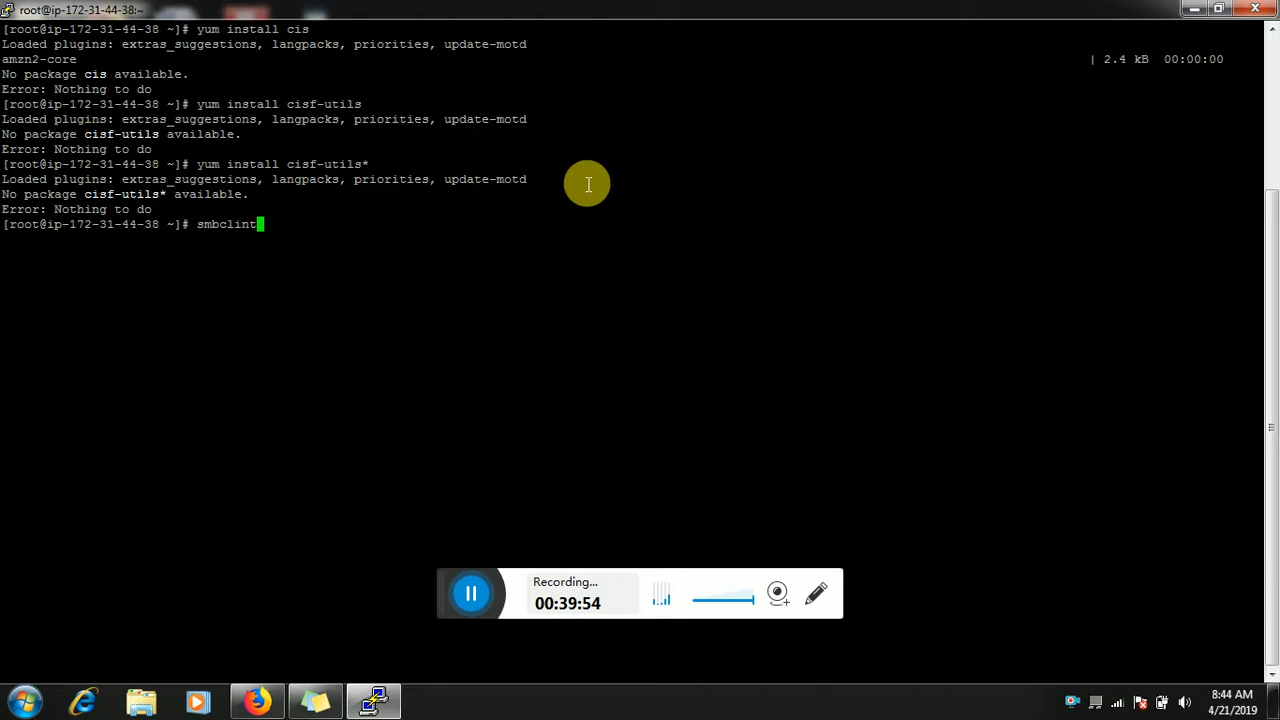 root@ip-172-31-44-38:~
[root@ip-172-31-44-38 ~]# yum install cis
Loaded plugins: extras_suggestions, langpacks, priorities, update-motd
amzn2-core | 2.4 kB 00:00:00
No package cis available.
Error: Nothing to do
[root@ip-172-31-44-38 ~]# yum install cisf-utils
Loaded plugins: extras_suggestions, langpacks, priorities, update-motd
No package cisf-utils available.
Error: Nothing to do
[root@ip-172-31-44-38 ~]# yum install cisf-utils*
Loaded plugins: extras_suggestions, langpacks, priorities, update-motd
No package cisf-utils* available.
Error: Nothing to do
[root@ip-172-31-44-38 ~]# smbclint
Recording...
00:39:54
8:44 AM
4/21/2019